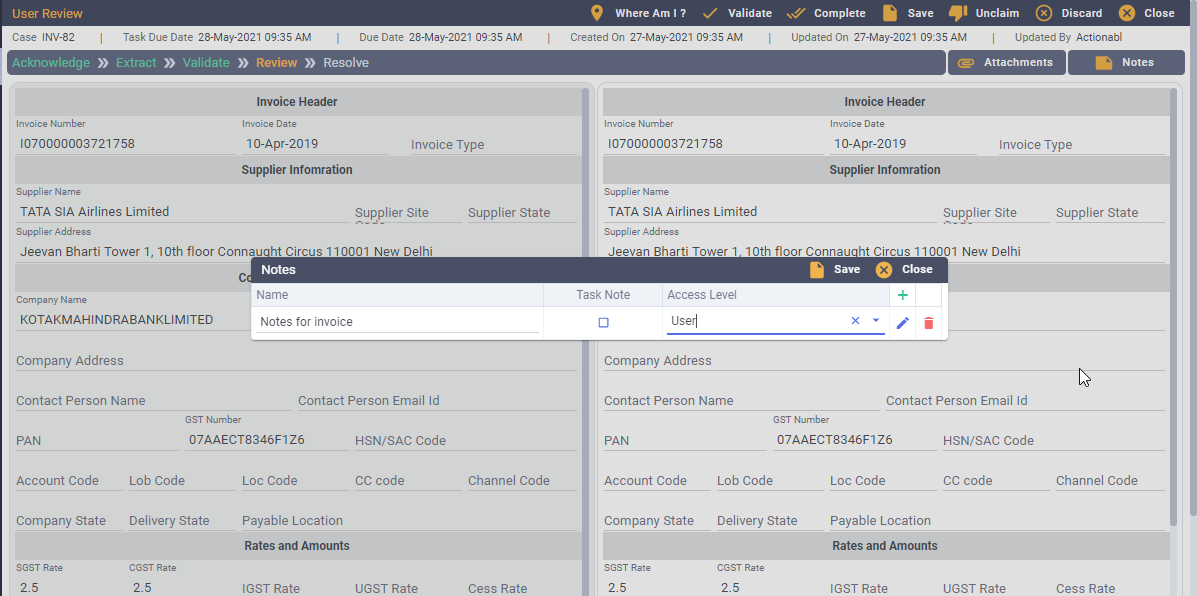 User Review Where Am I ? Validate Complete Save Unclaim Discard Close
Case INV-82 | Task Due Date 28-May-2021 09:35 AM | Due Date 28-May-2021 09:35 AM | Created On 27-May-2021 09:35 AM | Updated On 27-May-2021 09:35 AM | Updated By Actionabl
Acknowledge » Extract » Validate » Review » Resolve Attachments Notes
Invoice Header Invoice Header
Invoice Number Invoice Date Invoice Number Invoice Date
I070000003721758 10-Apr-2019 Invoice Type I070000003721758 10-Apr-2019 Invoice Type
Supplier Infomration Supplier Infomration
Supplier Name Supplier Name
TATA SIA Airlines Limited Supplier Site Supplier State TATA SIA Airlines Limited Supplier Site Supplier State
Supplier Address Supplier Address
Jeevan Bharti Tower 1, 10th floor Connaught Circus 110001 New Delhi Jeevan Bharti Tower 1, 10th floor Connaught Circus 110001 New Delhi
Notes Save Close
Name Task Note Access Level +
Notes for invoice User
Company Name
KOTAKMAHINDRABANKLIMITED
Company Address Company Address
Contact Person Name Contact Person Email Id Contact Person Name Contact Person Email Id
GST Number GST Number
PAN 07AAECT8346F1Z6 HSN/SAC Code PAN 07AAECT8346F1Z6 HSN/SAC Code
Account Code Lob Code Loc Code CC code Channel Code Account Code Lob Code Loc Code CC code Channel Code
Company State Delivery State Payable Location Company State Delivery State Payable Location
Rates and Amounts Rates and Amounts
SGST Rate CGST Rate SGST Rate CGST Rate
2.5 2.5 IGST Rate UGST Rate Cess Rate 2.5 2.5 IGST Rate UGST Rate Cess Rate